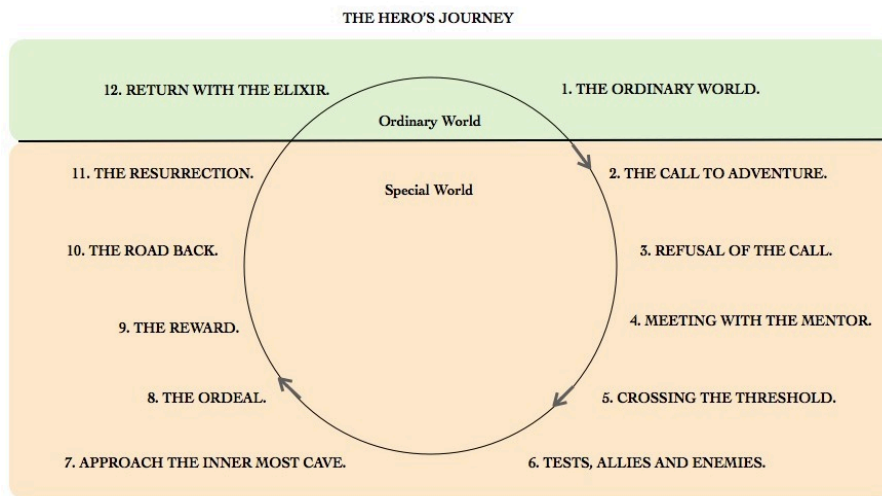 THE HERO'S JOURNEY
12. RETURN WITH THE ELIXIR.
1. THE ORDINARY WORLD.
Ordinary World
11. THE RESURRECTION.
2. THE CALL TO ADVENTURE.
Special World
10. THE ROAD BACK.
3. REFUSAL OF THE CALL.
9. THE REWARD.
4. MEETING WITH THE MENTOR.
8. THE ORDEAL.
5. CROSSING THE THRESHOLD.
7. APPROACH THE INNER MOST CAVE.
6. TESTS, ALLIES AND ENEMIES.